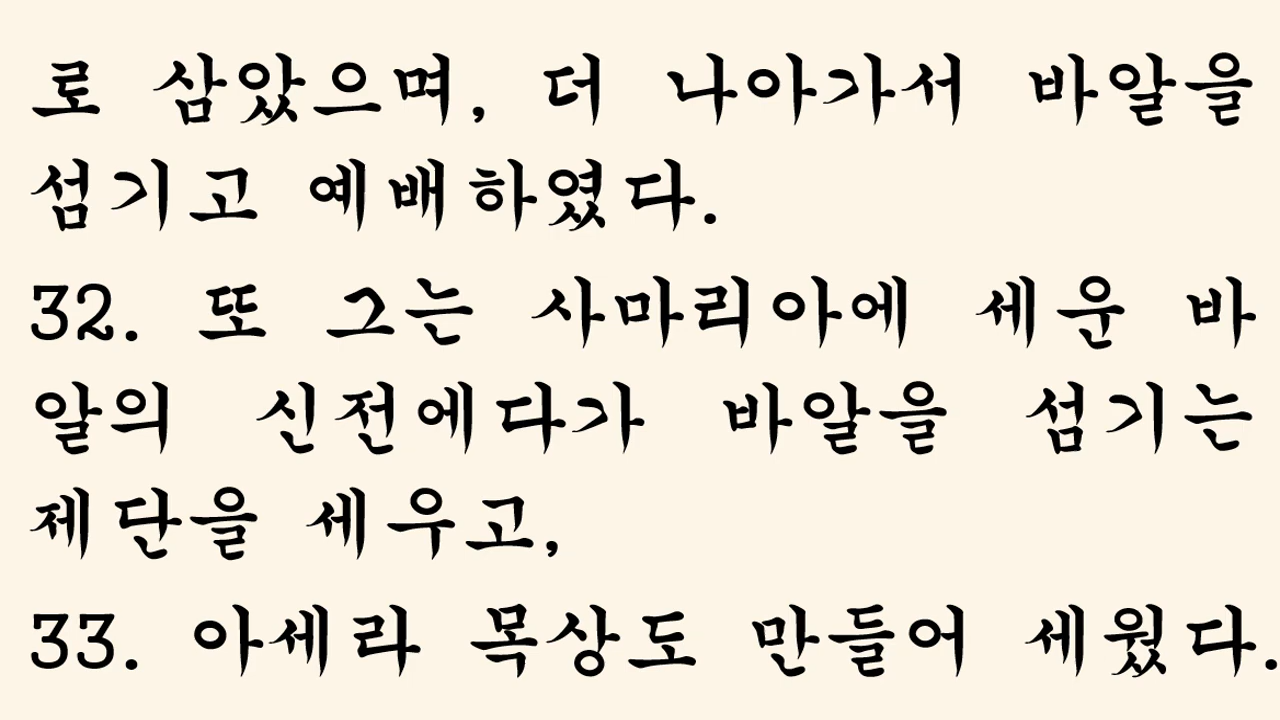 로 삼았으며, 더 나아가서 바알을
섬기고 예배하였다.
32. 또 그는 사마리아에 세운 바
알의 신전에다가 바알을 섬기는
제단을 세우고,
33. 아세라 목상도 만들어 세웠다.